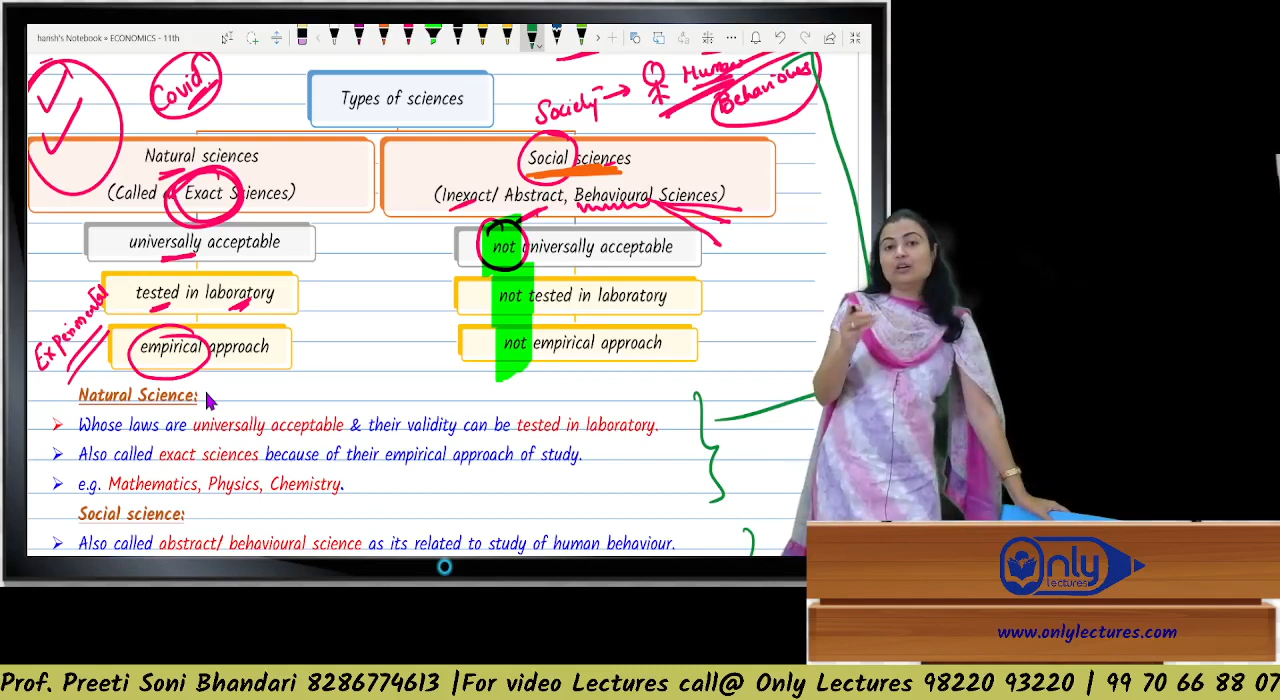 harish's Notebook » ECONOMICS - 11th
Covid
Types of sciences
Society → Human
Behaviours
Natural sciences
(Called Exact Sciences)
Social sciences
(Inexact/ Abstract, Behavioural Sciences)
universally acceptable
not universally acceptable
tested in laboratory
not tested in laboratory
Experimental
empirical approach
not empirical approach
Natural Science:
➢ Whose laws are universally acceptable & their validity can be tested in laboratory.
➢ Also called exact sciences because of their empirical approach of study.
➢ e.g. Mathematics, Physics, Chemistry.
Social science:
➢ Also called abstract/ behavioural science as its related to study of human behaviour.
Only
lectures
www.onlylectures.com
Prof. Preeti Soni Bhandari 8286774613 |For video Lectures call@ Only Lectures 98220 93220 | 99 70 66 88 07